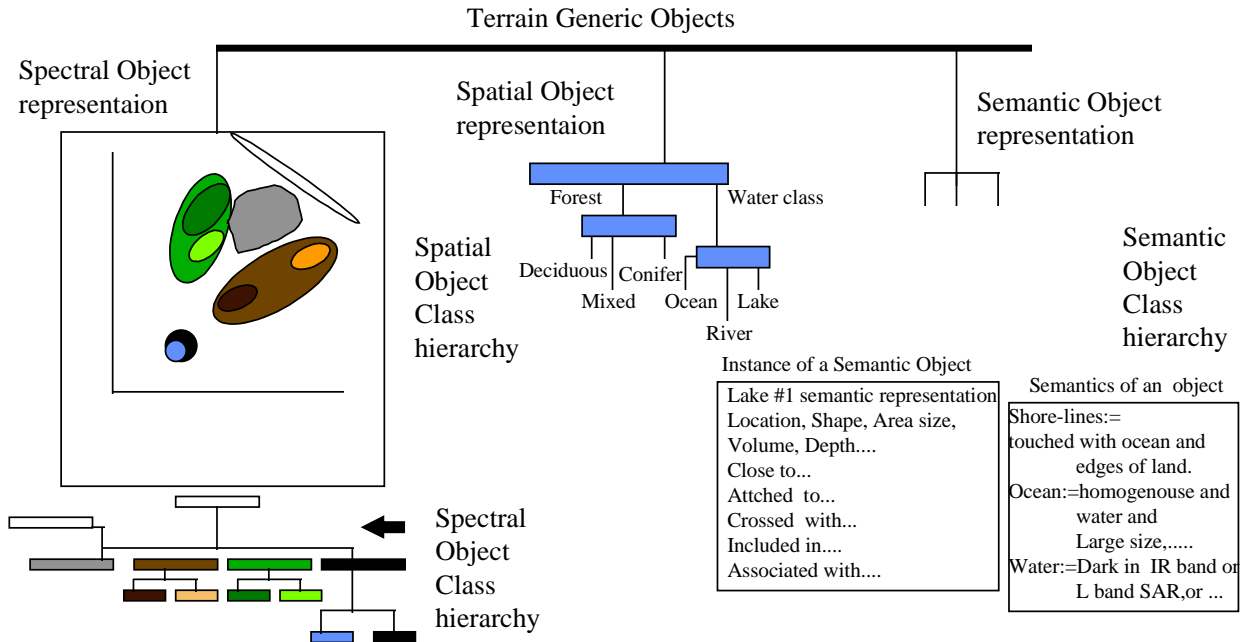 Terrain Generic Objects
Spectral Object
representaion
Spatial Object
representaion
Semantic Object
representation
Forest
Water class
Deciduous
Conifer
Mixed
Ocean
Lake
River
Spatial
Object
Class
hierarchy
Semantic
Object
Class
hierarchy
Instance of a Semantic Object
Lake #1 semantic representation
Location, Shape, Area size,
Volume, Depth....
Close to...
Attched to...
Crossed with...
Included in....
Associated with....
Semantics of an object
Shore-lines:=
touched with ocean and
edges of land.
Ocean:=homogenouse and
water and
Large size,.....
Water:=Dark in IR band or
L band SAR,or ...
Spectral
Object
Class
hierarchy